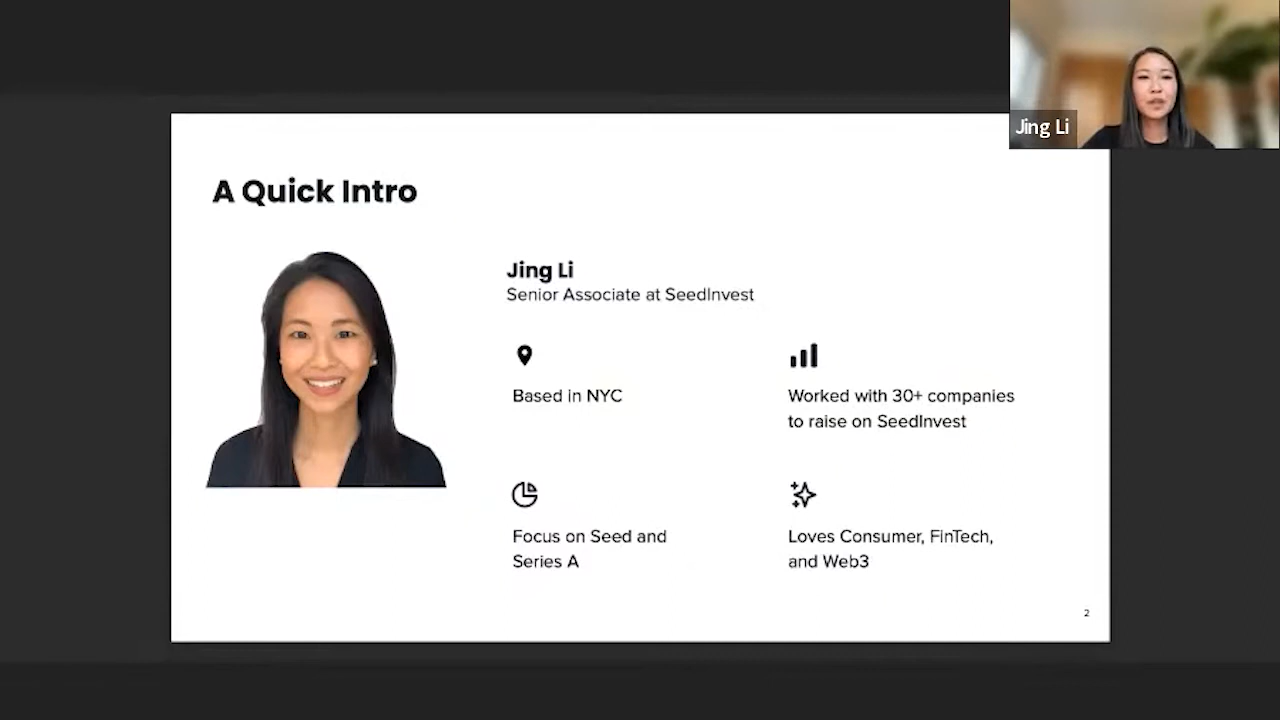 Jing Li
A Quick Intro
Jing Li
Senior Associate at SeedInvest
Based in NYC
Worked with 30+ companies
to raise on SeedInvest
Focus on Seed and
Series A
Loves Consumer, FinTech,
and Web3
2